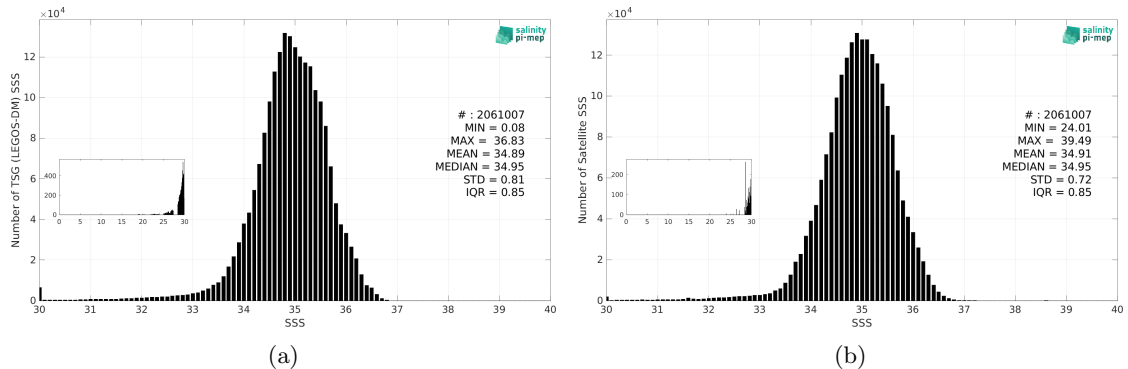 ×10⁴
salinity
pi-mep
12
10
8
6
4
2
0
Number of TSG (LEGOS-DM) SSS
# : 2061007
MIN = 0.08
MAX = 36.83
MEAN = 34.89
MEDIAN = 34.95
STD = 0.81
IQR = 0.85
400
200
0
0 5 10 15 20 25 30
30 31 32 33 34 35 36 37 38 39 40
SSS
(a)
×10⁴
salinity
pi-mep
12
10
8
6
4
2
0
Number of Satellite SSS
# : 2061007
MIN = 24.01
MAX = 39.49
MEAN = 34.91
MEDIAN = 34.95
STD = 0.72
IQR = 0.85
200
100
0
0 5 10 15 20 25 30
30 31 32 33 34 35 36 37 38 39 40
SSS
(b)